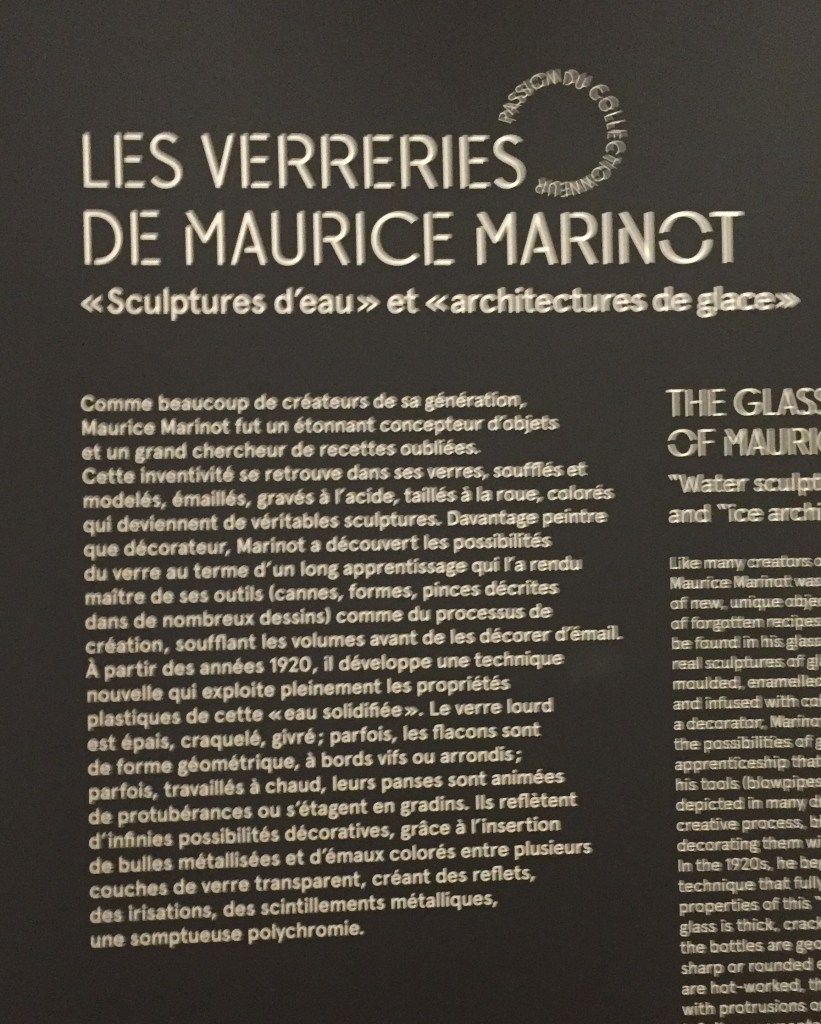 PASSION DU COLLECTIONNEUR
LES VERRERIES
DE MAURICE MARINOT
«Sculptures d'eau» et «architectures de glace»
Comme beaucoup de créateurs de sa génération,
Maurice Marinot fut un étonnant concepteur d'objets
et un grand chercheur de recettes oubliées.
Cette inventivité se retrouve dans ses verres, soufflés et
modelés, émaillés, gravés à l'acide, taillés à la roue, colorés
qui deviennent de véritables sculptures. Davantage peintre
que décorateur, Marinot a découvert les possibilités
du verre au terme d'un long apprentissage qui l'a rendu
maître de ses outils (cannes, formes, pinces décrites
dans de nombreux dessins) comme du processus de
création, soufflant les volumes avant de les décorer d'émail.
À partir des années 1920, il développe une technique
nouvelle qui exploite pleinement les propriétés
plastiques de cette «eau solidifiée». Le verre lourd
est épais, craquelé, givré; parfois, les flacons sont
de forme géométrique, à bords vifs ou arrondis;
parfois, travaillés à chaud, leurs panses sont animées
de protubérances ou s'étagent en gradins. Ils reflètent
d'infinies possibilités décoratives, grâce à l'insertion
de bulles métallisées et d'émaux colorés entre plusieurs
couches de verre transparent, créant des reflets,
des irisations, des scintillements métalliques,
une somptueuse polychromie.
THE GLASS
OF MAURIC
"Water sculpt
and "ice archi
Like many creators o
Maurice Marinot was
of new, unique objec
of forgotten recipes
be found in his glass
real sculptures of gl
moulded, enamelled
and infused with col
a decorator, Marino
the possibilities of g
apprenticeship that
his tools (blowpipes
depicted in many dr
creative process, bl
decorating them wi
In the 1920s, he beg
technique that fully
properties of this "
glass is thick, crack
the bottles are geo
sharp or rounded e
are hot-worked, th
with protrusions o